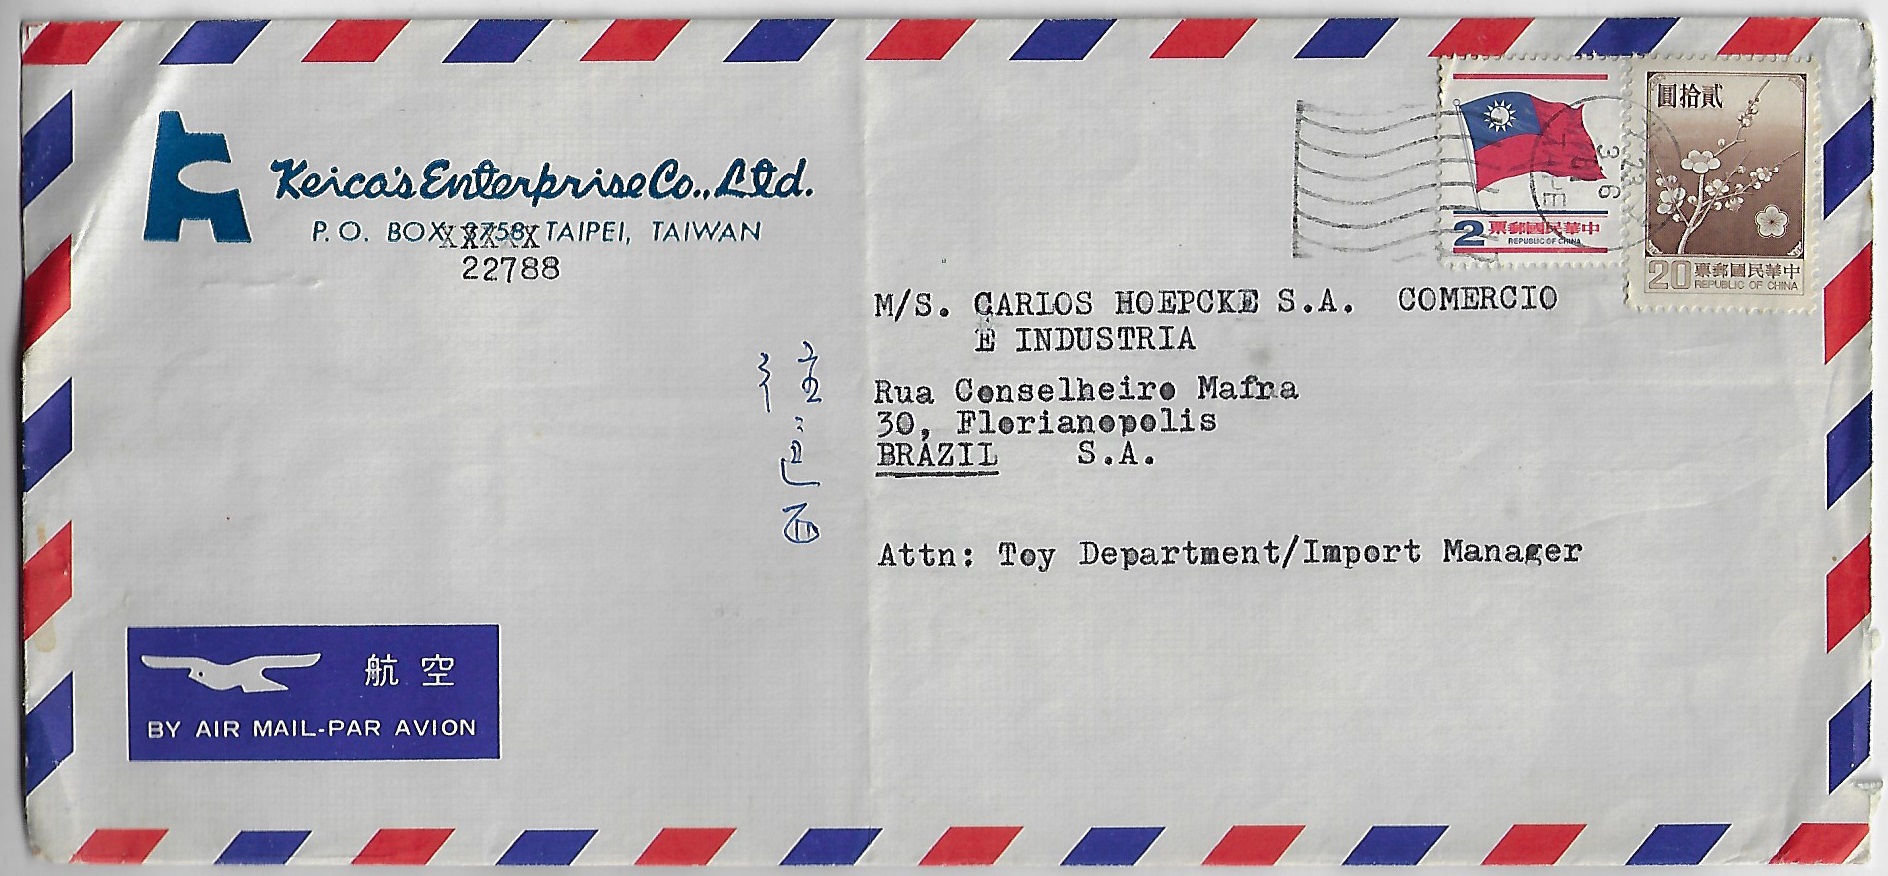 Keica's Enterprise Co., Ltd.
P. O. BOX 3758, TAIPEI, TAIWAN
XXXXX
22788
圓拾貳
2 票郵國民華中
REPUBLIC OF CHINA
20 票郵國民華中
REPUBLIC OF CHINA
M/S. CARLOS HOEPCKE S.A. COMERCIO
E INDUSTRIA
Rua Conselheiro Mafra
30, Florianopolis
BRAZIL S.A.
Attn: Toy Department/Import Manager
航空
BY AIR MAIL-PAR AVION